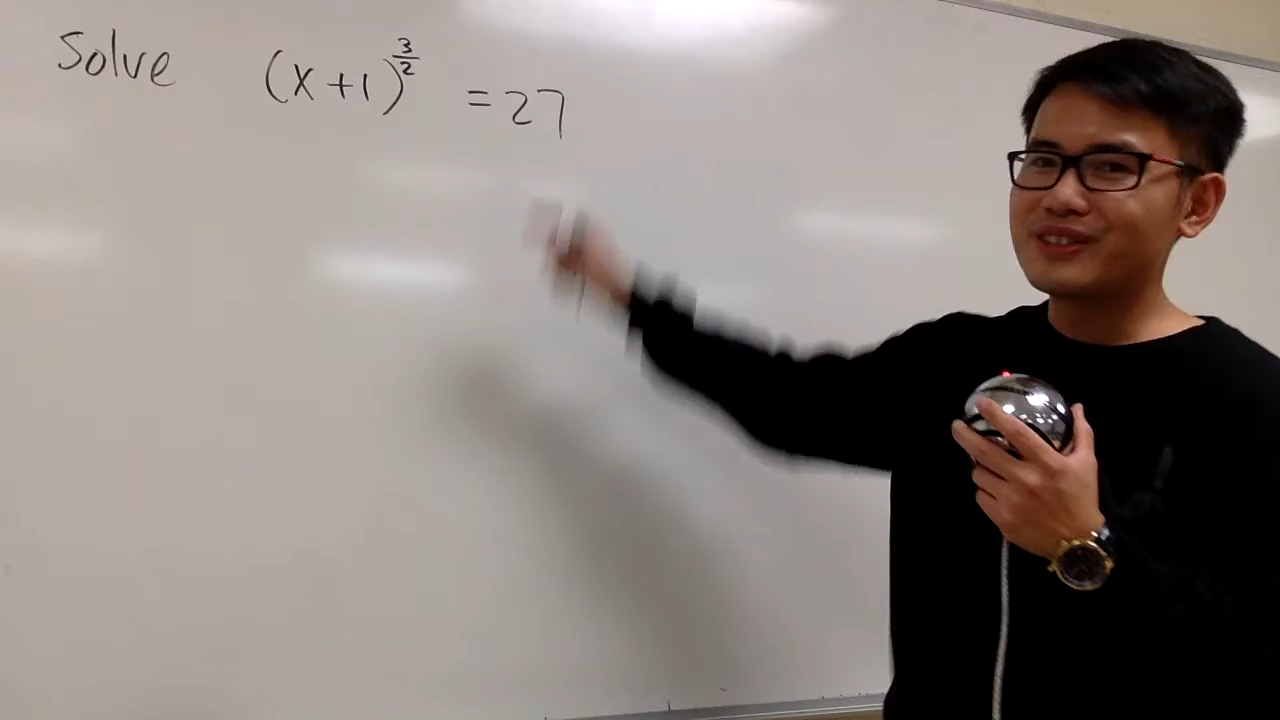 Solve (x+1)^{3/2} = 27